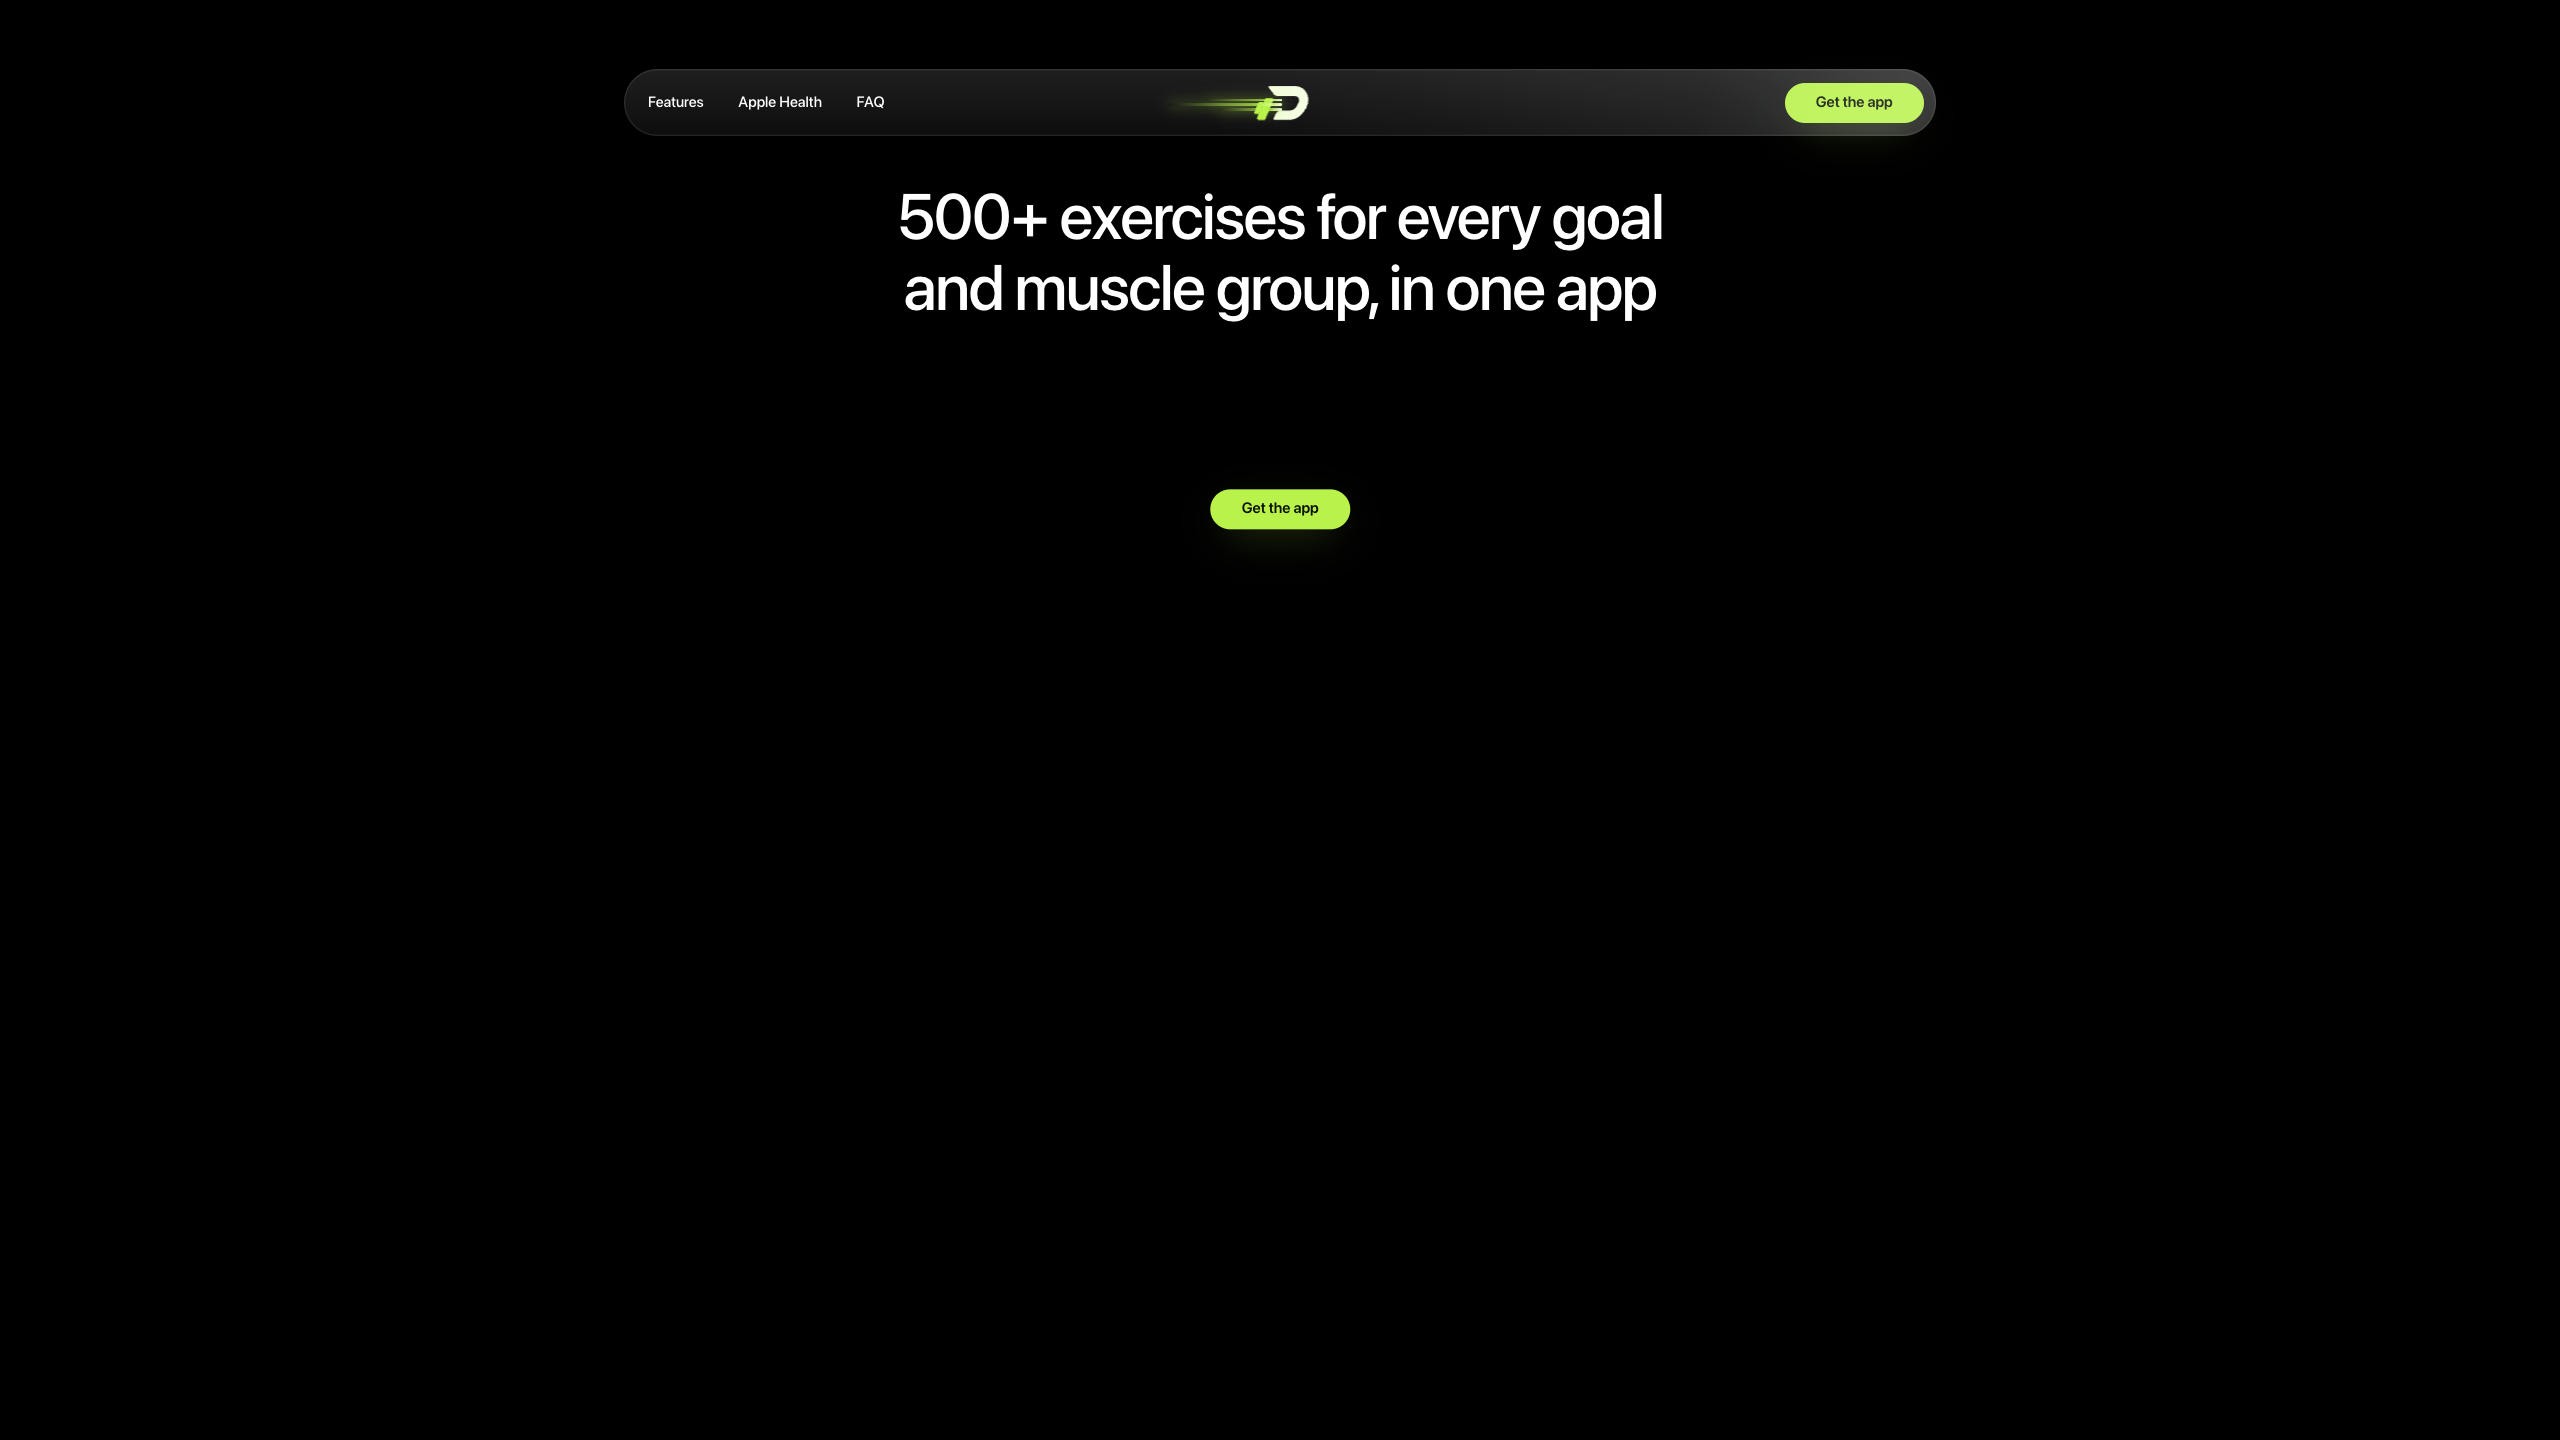 Features
Apple Health
FAQ
Get the app
500+ exercises for every goal
and muscle group, in one app
Get the app